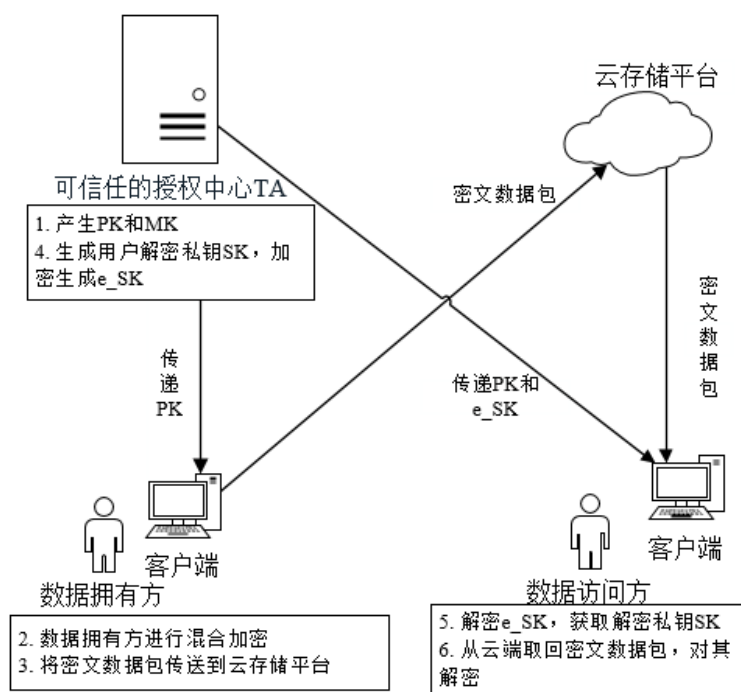 云存储平台
可信任的授权中心TA
1. 产生PK和MK
4. 生成用户解密私钥SK，加
密生成e_SK
密文数据包
密
文
数
据
包
传
递
PK
传递PK和
e_SK
客户端
数据拥有方
客户端
数据访问方
2. 数据拥有方进行混合加密
3. 将密文数据包传送到云存储平台
5. 解密e_SK，获取解密私钥SK
6. 从云端取回密文数据包，对其
解密